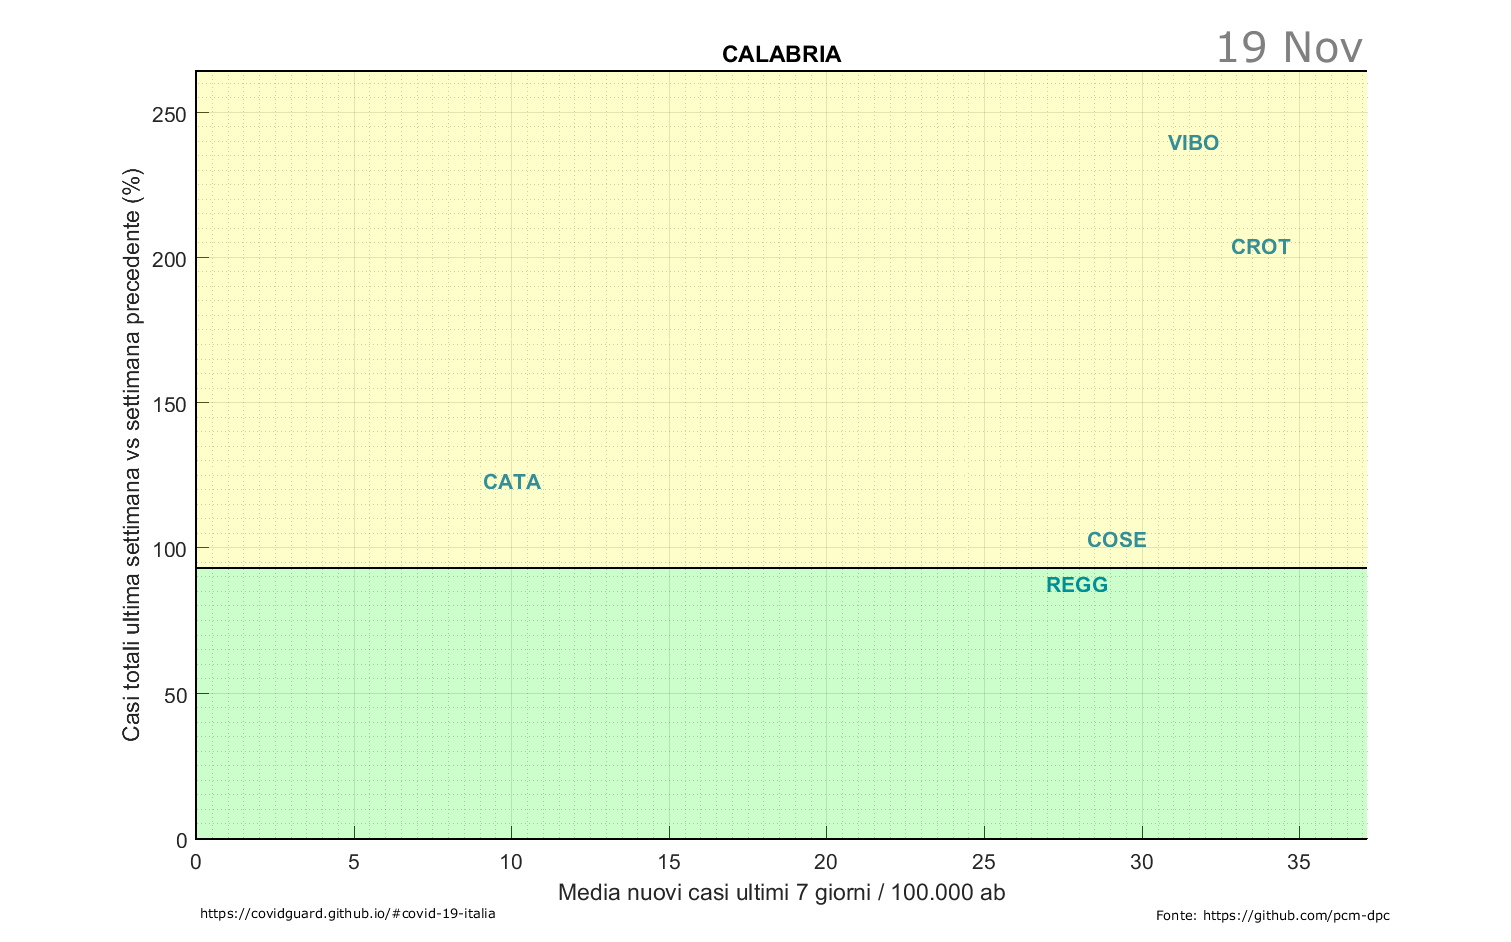 CALABRIA
19 Nov
Casi totali ultima settimana vs settimana precedente (%)
250
200
150
100
50
0
VIBO
CROT
CATA
COSE
REGG
0 5 10 15 20 25 30 35
Media nuovi casi ultimi 7 giorni / 100.000 ab
https://covidguard.github.io/#covid-19-italia
Fonte: https://github.com/pcm-dpc